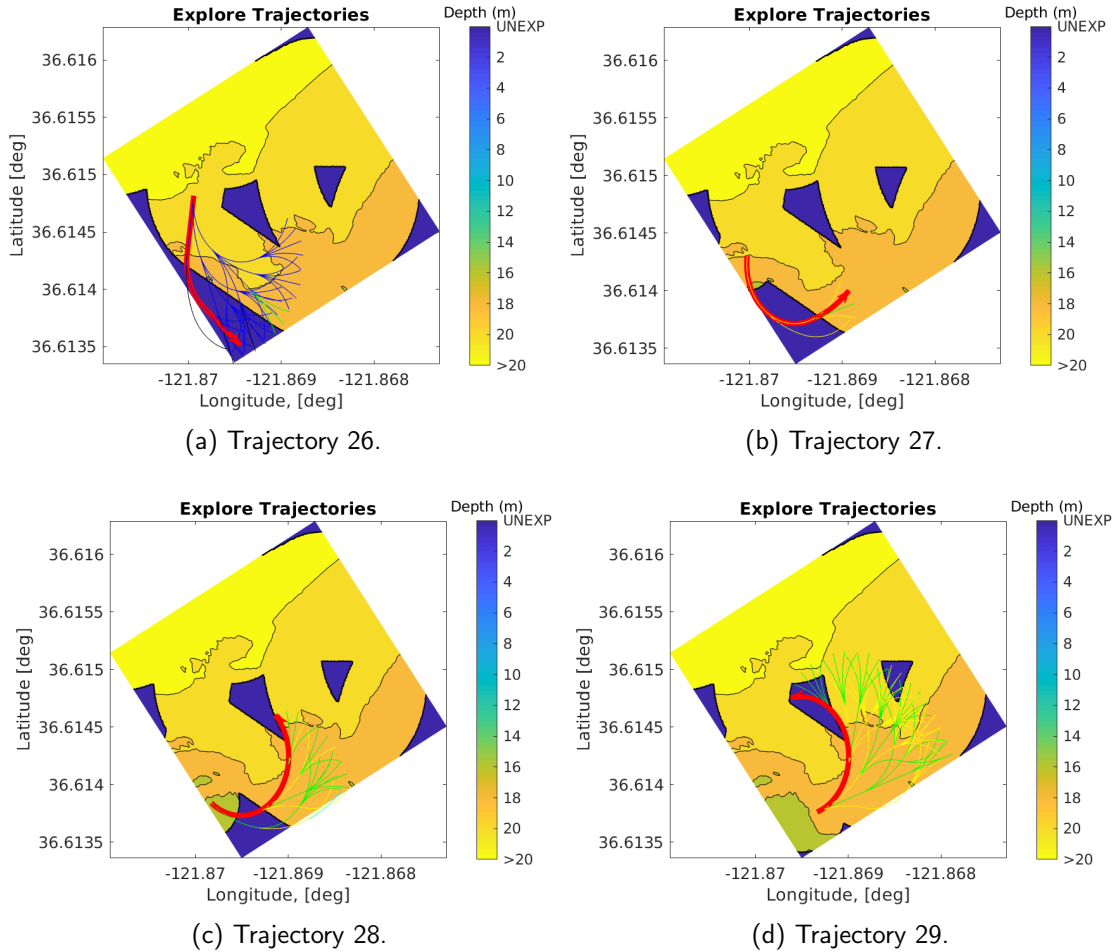 Explore Trajectories
Depth (m)
UNEXP
2
4
6
8
10
12
14
16
18
20
>20
36.616
36.6155
36.615
36.6145
36.614
36.6135
Latitude [deg]
-121.87 -121.869 -121.868
Longitude, [deg]
(a) Trajectory 26.
Explore Trajectories
Depth (m)
UNEXP
2
4
6
8
10
12
14
16
18
20
>20
36.616
36.6155
36.615
36.6145
36.614
36.6135
Latitude [deg]
-121.87 -121.869 -121.868
Longitude, [deg]
(b) Trajectory 27.
Explore Trajectories
Depth (m)
UNEXP
2
4
6
8
10
12
14
16
18
20
>20
36.616
36.6155
36.615
36.6145
36.614
36.6135
Latitude [deg]
-121.87 -121.869 -121.868
Longitude, [deg]
(c) Trajectory 28.
Explore Trajectories
Depth (m)
UNEXP
2
4
6
8
10
12
14
16
18
20
>20
36.616
36.6155
36.615
36.6145
36.614
36.6135
Latitude [deg]
-121.87 -121.869 -121.868
Longitude, [deg]
(d) Trajectory 29.